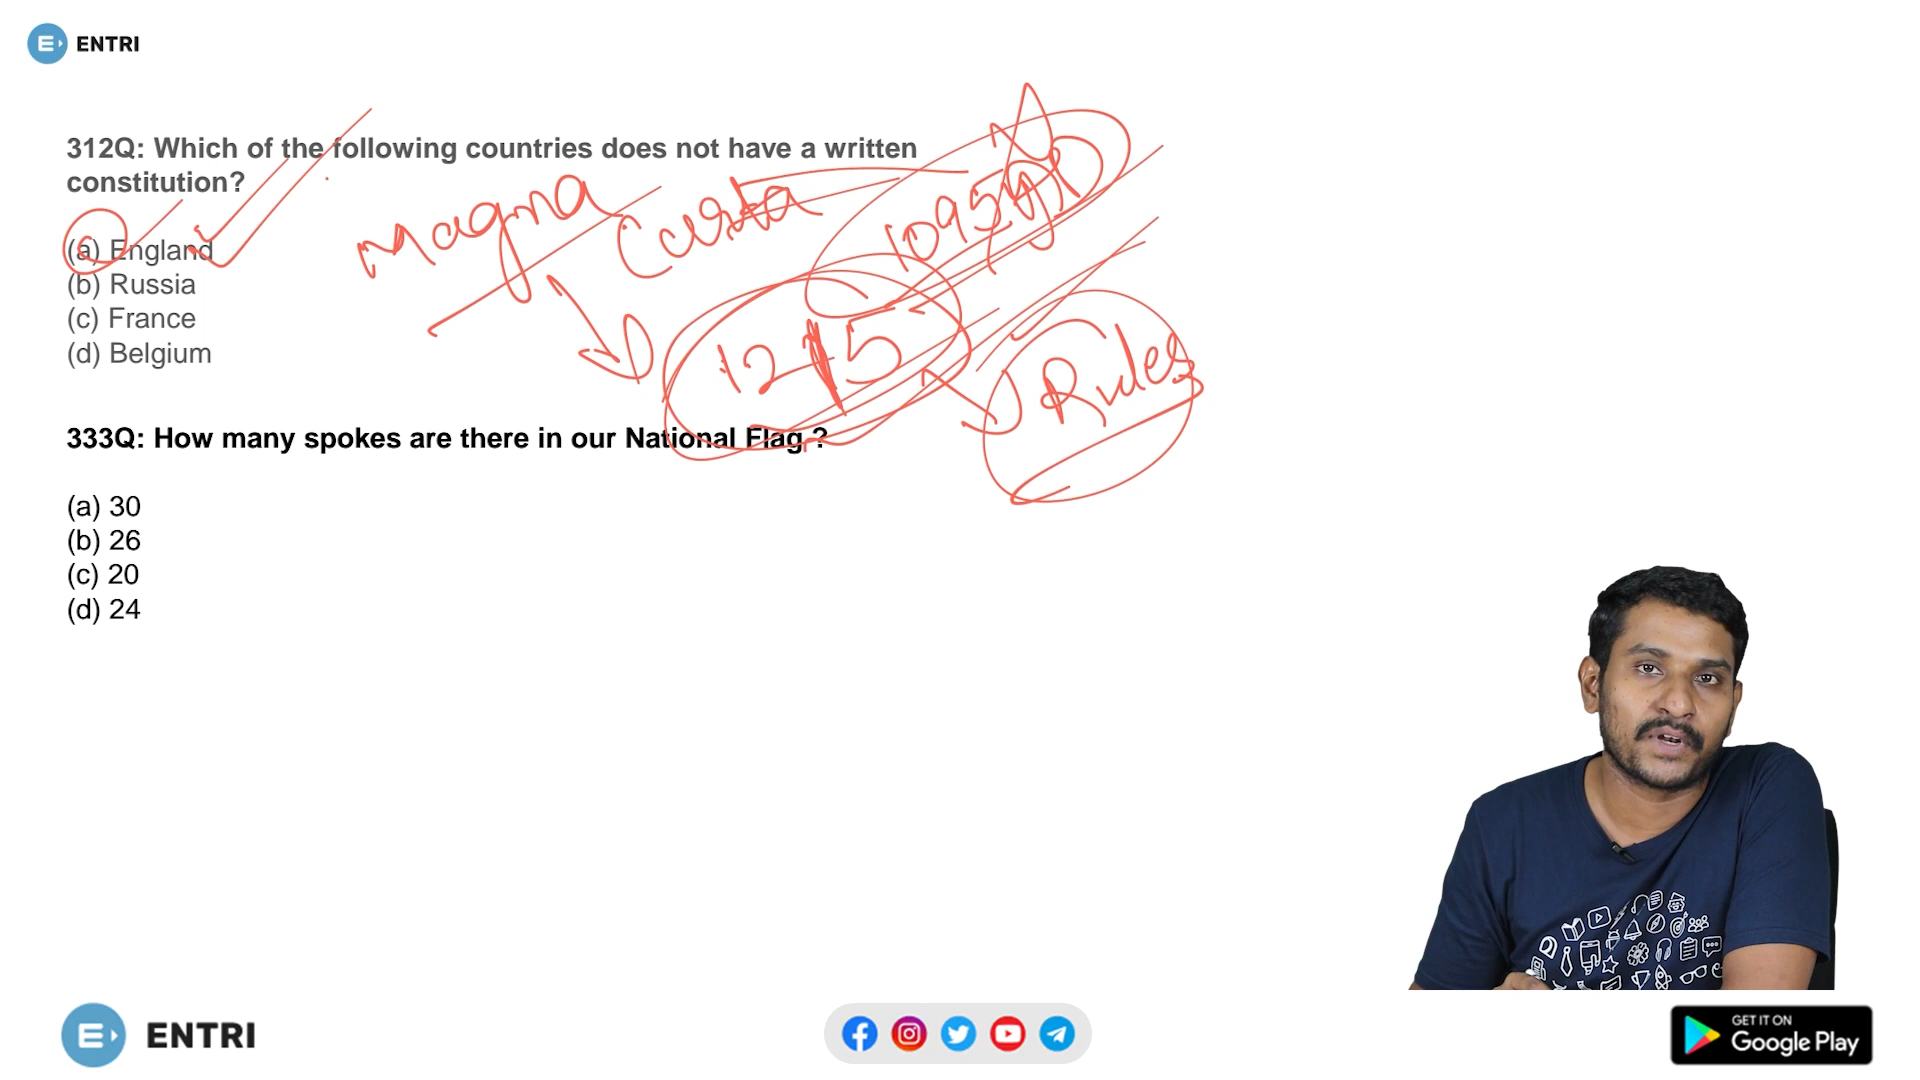 ENTRI
312Q: Which of the following countries does not have a written
constitution?
(a) England
(b) Russia
(c) France
(d) Belgium
Magna Carta
1215
Rules
333Q: How many spokes are there in our National Flag ?
(a) 30
(b) 26
(c) 20
(d) 24
ENTRI
GET IT ON
Google Play